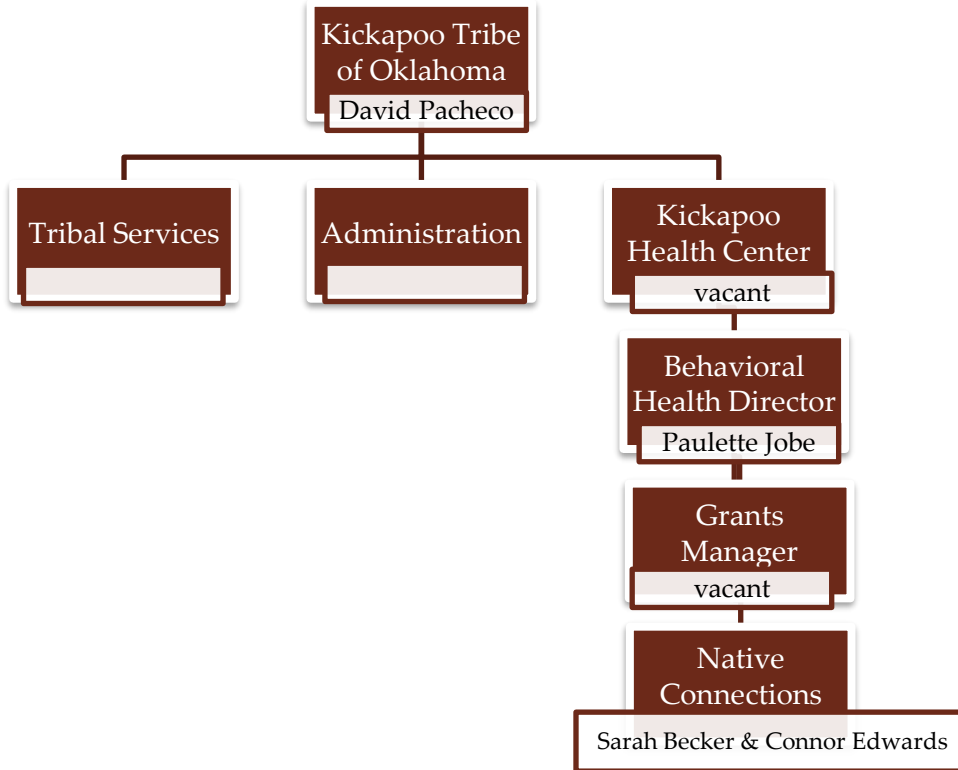 Kickapoo Tribe
of Oklahoma
David Pacheco
Tribal Services
Administration
Kickapoo
Health Center
vacant
Behavioral
Health Director
Paulette Jobe
Grants
Manager
vacant
Native
Connections
Sarah Becker & Connor Edwards